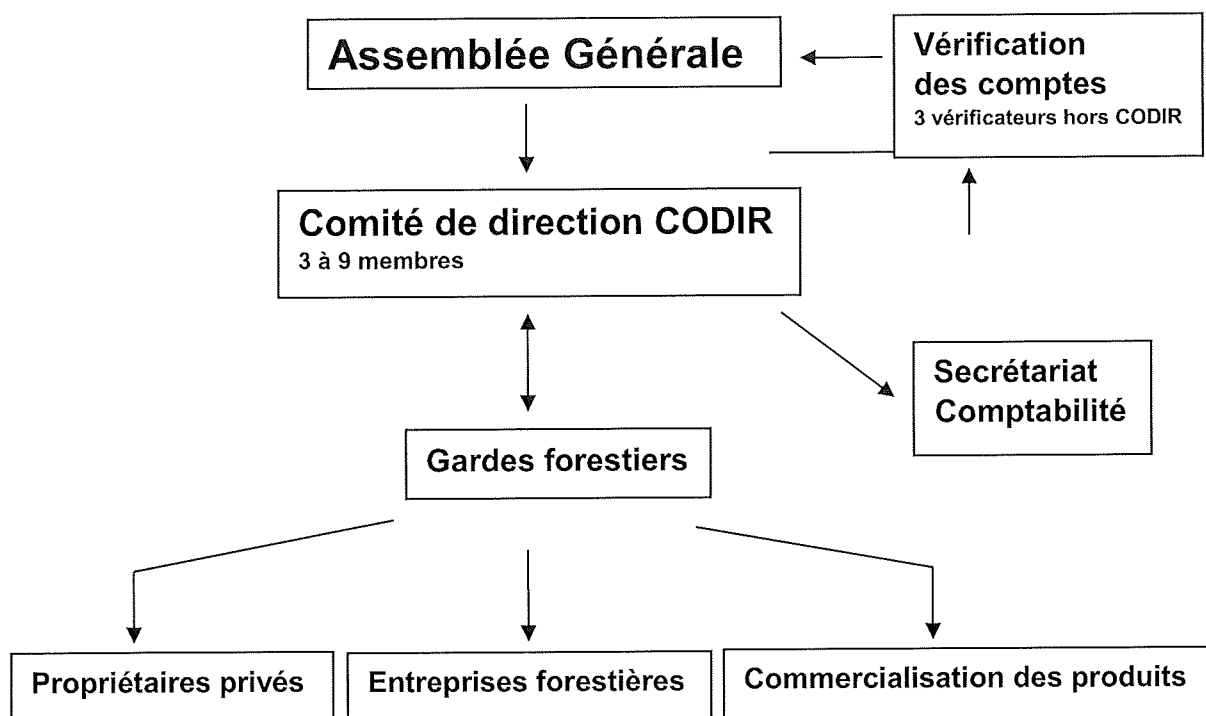 Assemblée Générale
Vérification
des comptes
3 vérificateurs hors CODIR
Comité de direction CODIR
3 à 9 membres
Secrétariat
Comptabilité
Gardes forestiers
Propriétaires privés
Entreprises forestières
Commercialisation des produits